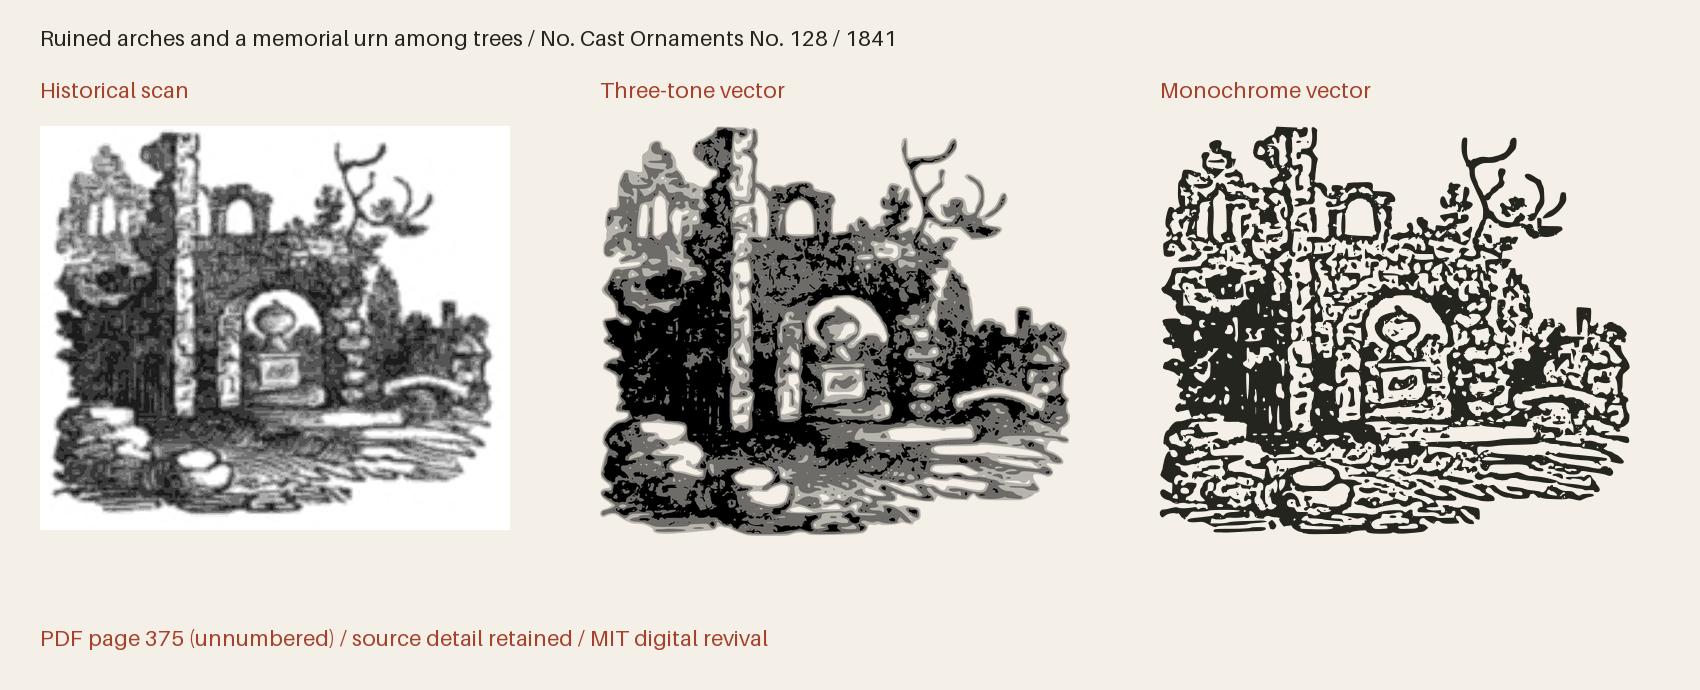 Ruined arches and a memorial urn among trees / No. Cast Ornaments No. 128 / 1841
Historical scan
Three-tone vector
Monochrome vector
PDF page 375 (unnumbered) / source detail retained / MIT digital revival